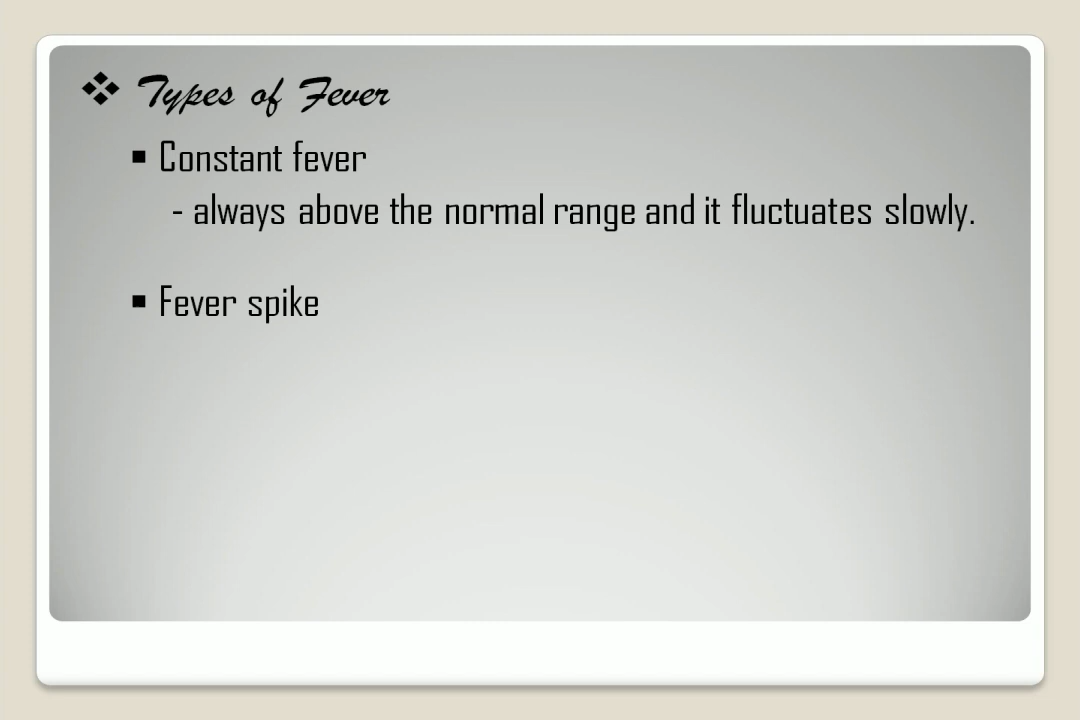 ❖ Types of Fever
▪ Constant fever
- always above the normal range and it fluctuates slowly.
▪ Fever spike